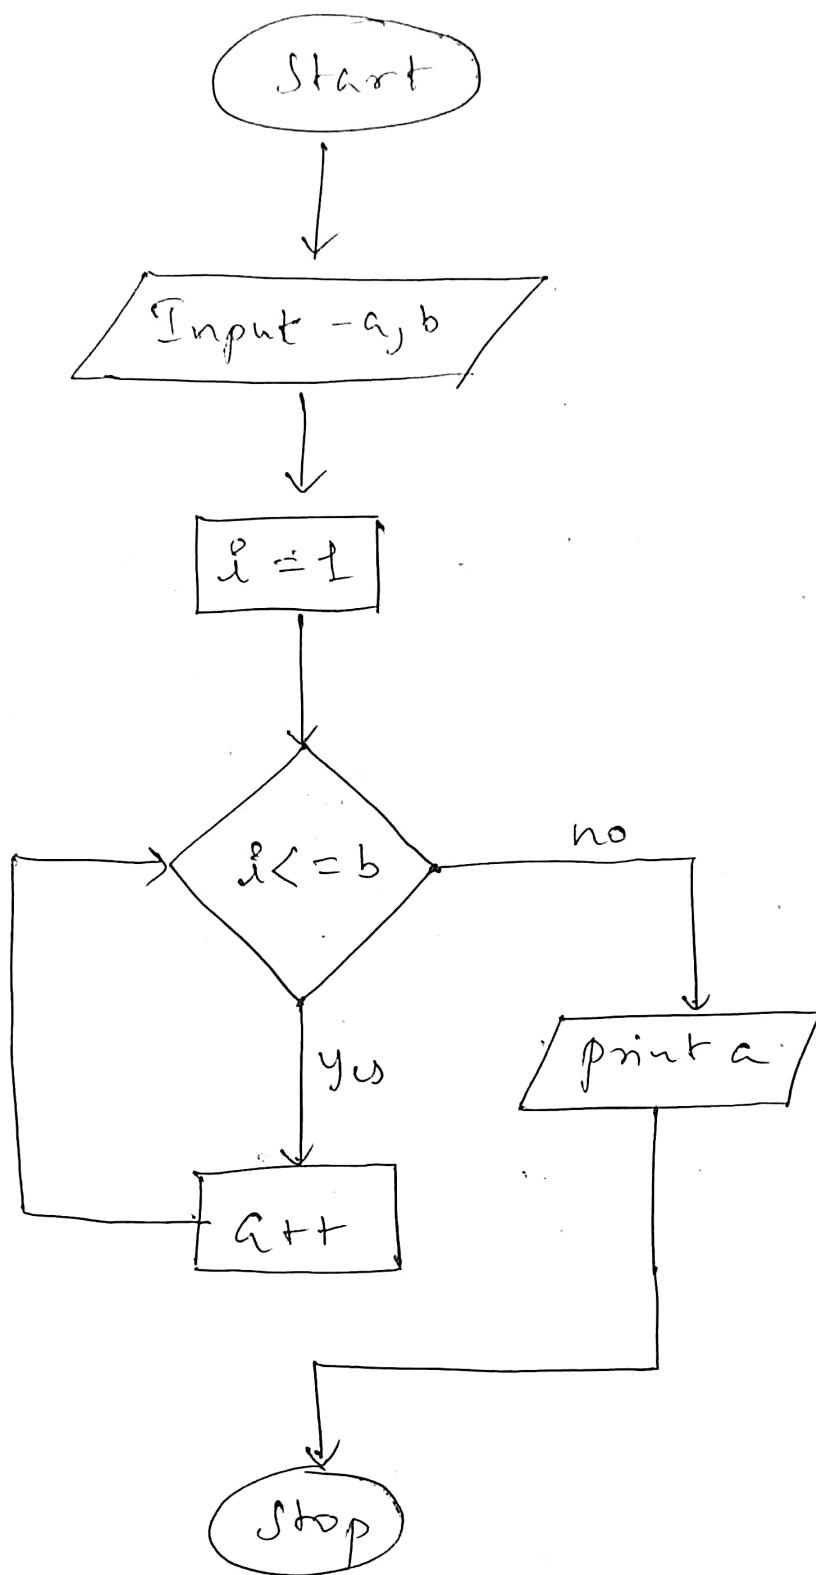 Start
Input - a, b
i = 1
i <= b
no
yes
print a
a++
Stop